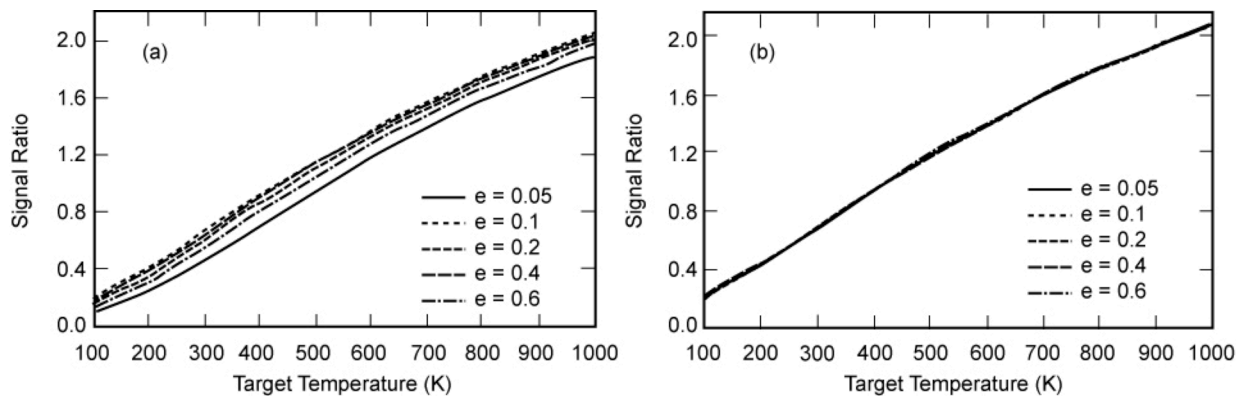 (a)
Signal Ratio
2.0
1.6
1.2
0.8
0.4
0.0
e = 0.05
e = 0.1
e = 0.2
e = 0.4
e = 0.6
100 200 300 400 500 600 700 800 900 1000
Target Temperature (K)
(b)
Signal Ratio
2.0
1.6
1.2
0.8
0.4
0.0
e = 0.05
e = 0.1
e = 0.2
e = 0.4
e = 0.6
100 200 300 400 500 600 700 800 900 1000
Target Temperature (K)